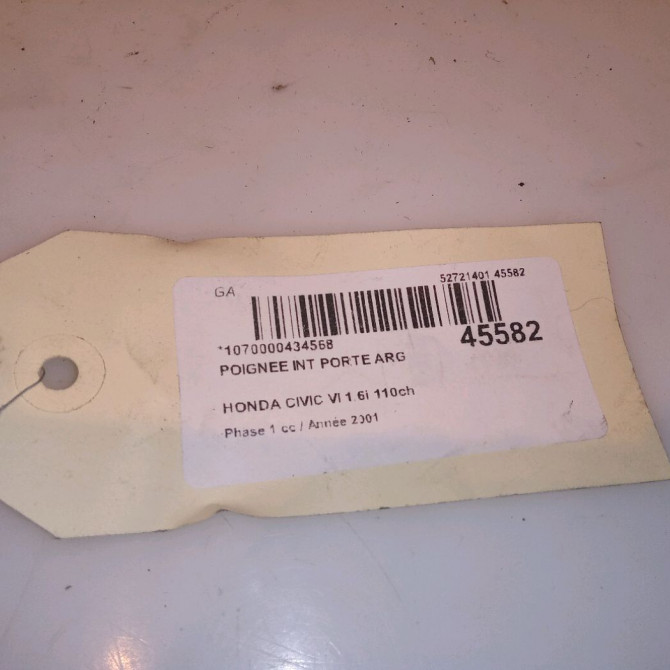 GA 52721401 45582
*1070000434568 45582
POIGNEE INT PORTE ARG
HONDA CIVIC VI 1.6i 110ch
Phase 1 cc / Année 2001